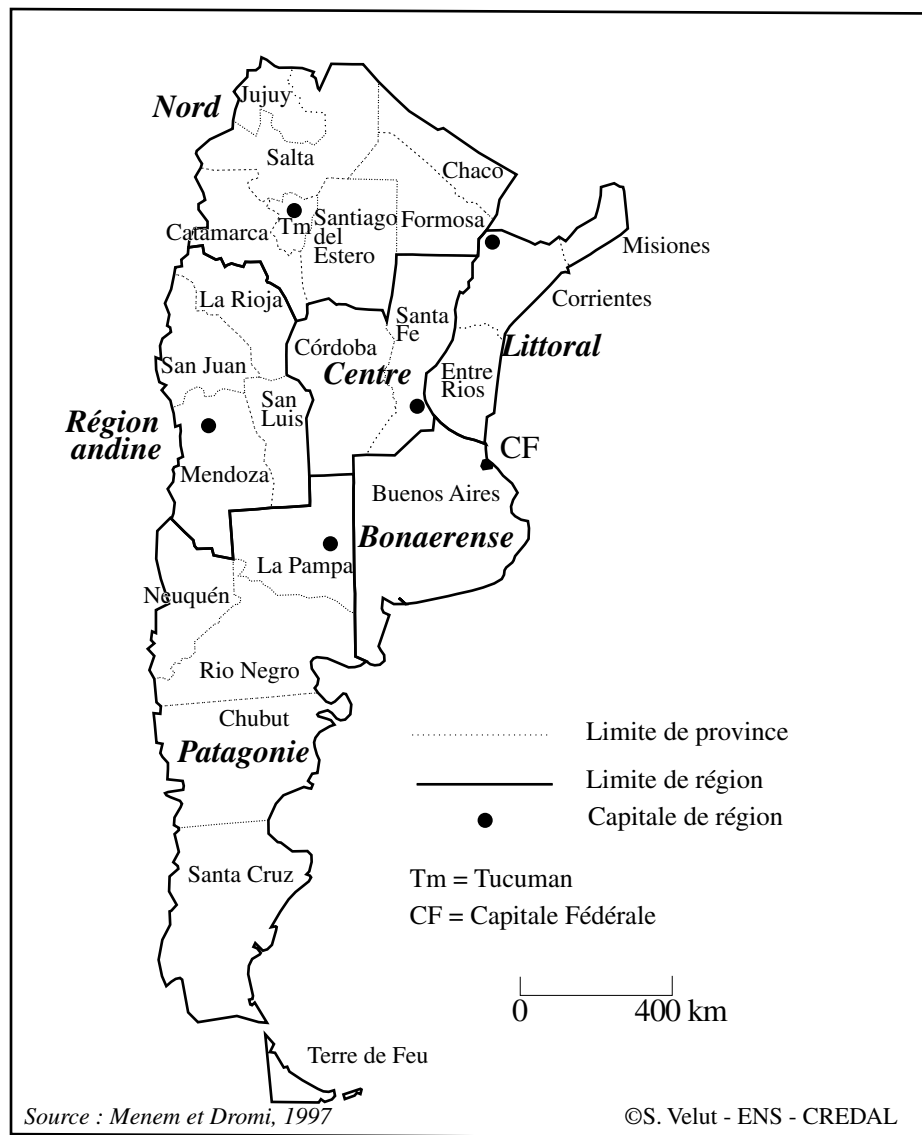 Nord
Jujuy
Salta
Chaco
Tm
Santiago
del
Estero
Formosa
Catamarca
Misiones
Corrientes
La Rioja
Santa
Fe
Córdoba
Littoral
San Juan
Centre
Entre
Rios
San
Luis
Région
andine
CF
Mendoza
Buenos Aires
Bonaerense
La Pampa
Neuquén
Rio Negro
Chubut
Patagonie
Limite de province
Limite de région
Capitale de région
Santa Cruz
Tm = Tucuman
CF = Capitale Fédérale
0
400 km
Terre de Feu
Source : Menem et Dromi, 1997
©S. Velut - ENS - CREDAL